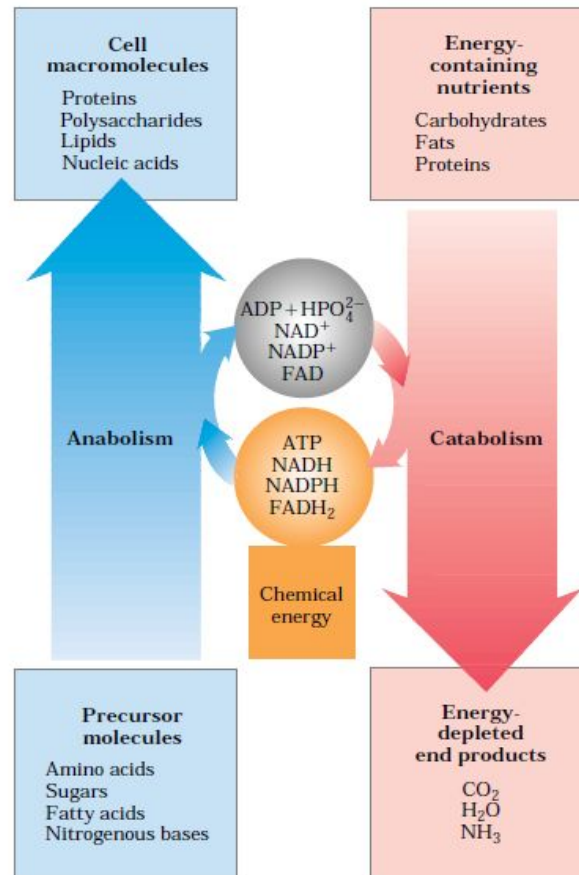 Cell
macromolecules
Proteins
Polysaccharides
Lipids
Nucleic acids
Energy-
containing
nutrients
Carbohydrates
Fats
Proteins
ADP+HPO₄²⁻
NAD⁺
NADP⁺
FAD
Anabolism
ATP
NADH
NADPH
FADH₂
Catabolism
Chemical
energy
Precursor
molecules
Amino acids
Sugars
Fatty acids
Nitrogenous bases
Energy-
depleted
end products
CO₂
H₂O
NH₃